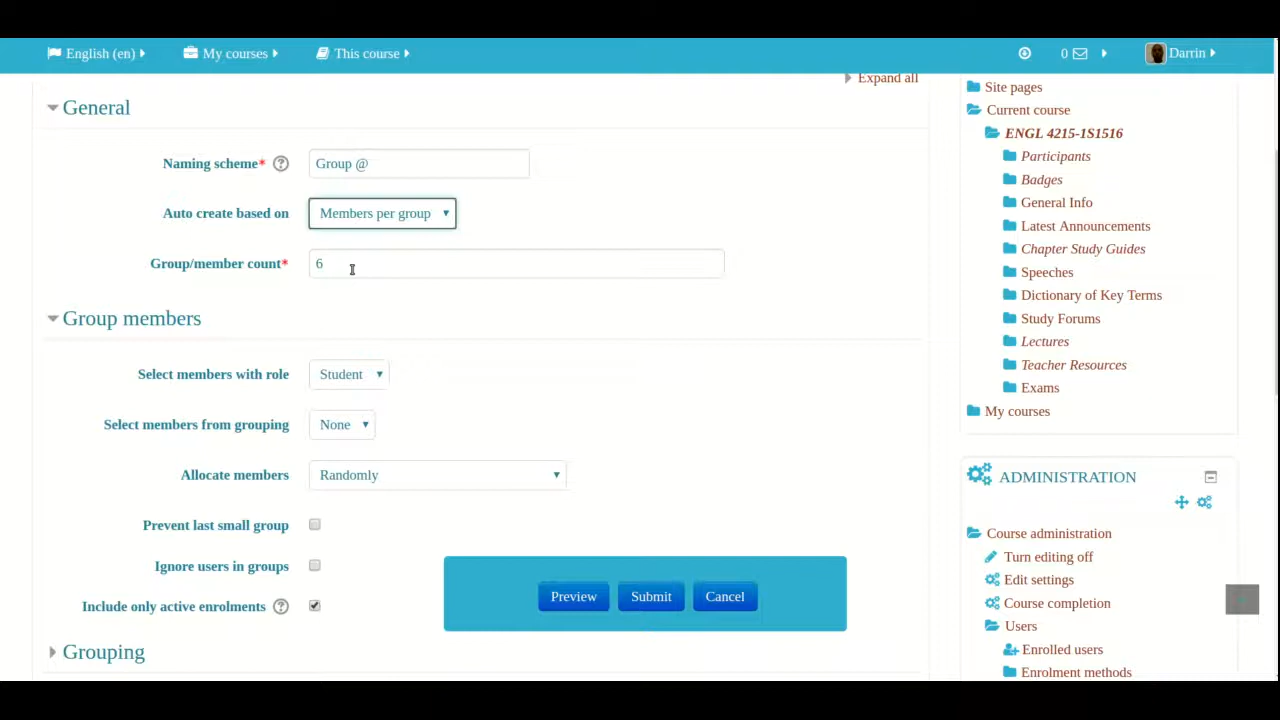 English (en) My courses This course 0 Darrin
Expand all
General
Naming scheme* Group @
Auto create based on Members per group
Group/member count* 6
Group members
Select members with role Student
Select members from grouping None
Allocate members Randomly
Prevent last small group
Ignore users in groups
Include only active enrolments
Preview Submit Cancel
Grouping
Site pages
Current course
ENGL 4215-1S1516
Participants
Badges
General Info
Latest Announcements
Chapter Study Guides
Speeches
Dictionary of Key Terms
Study Forums
Lectures
Teacher Resources
Exams
My courses
ADMINISTRATION
Course administration
Turn editing off
Edit settings
Course completion
Users
Enrolled users
Enrolment methods